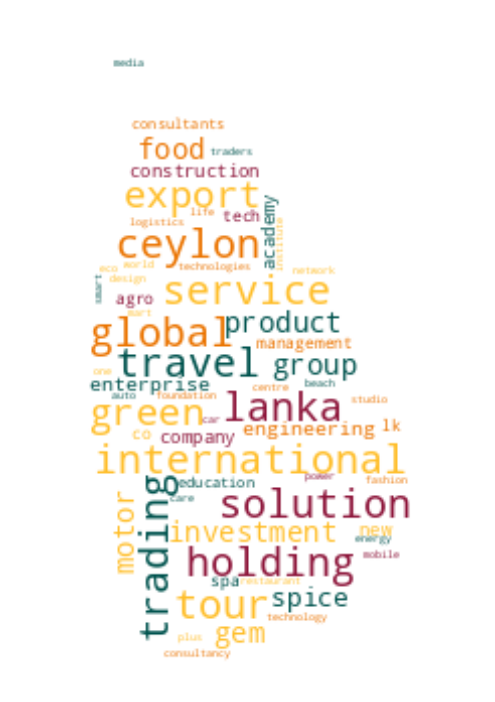 media
consultants
food traders
construction
export
life tech
logistics
academy
institute
ceylon
eco world technologies
network
design
smart
service
agro
mart
product
global
management
travel group
one
enterprise centre beach
auto foundation studio
green car lanka
co company engineering lk
international
trading education power fashion
care
motor
solution
investment new
energy
holding mobile
spa restaurant
tour spice
technology
plus gem
consultancy